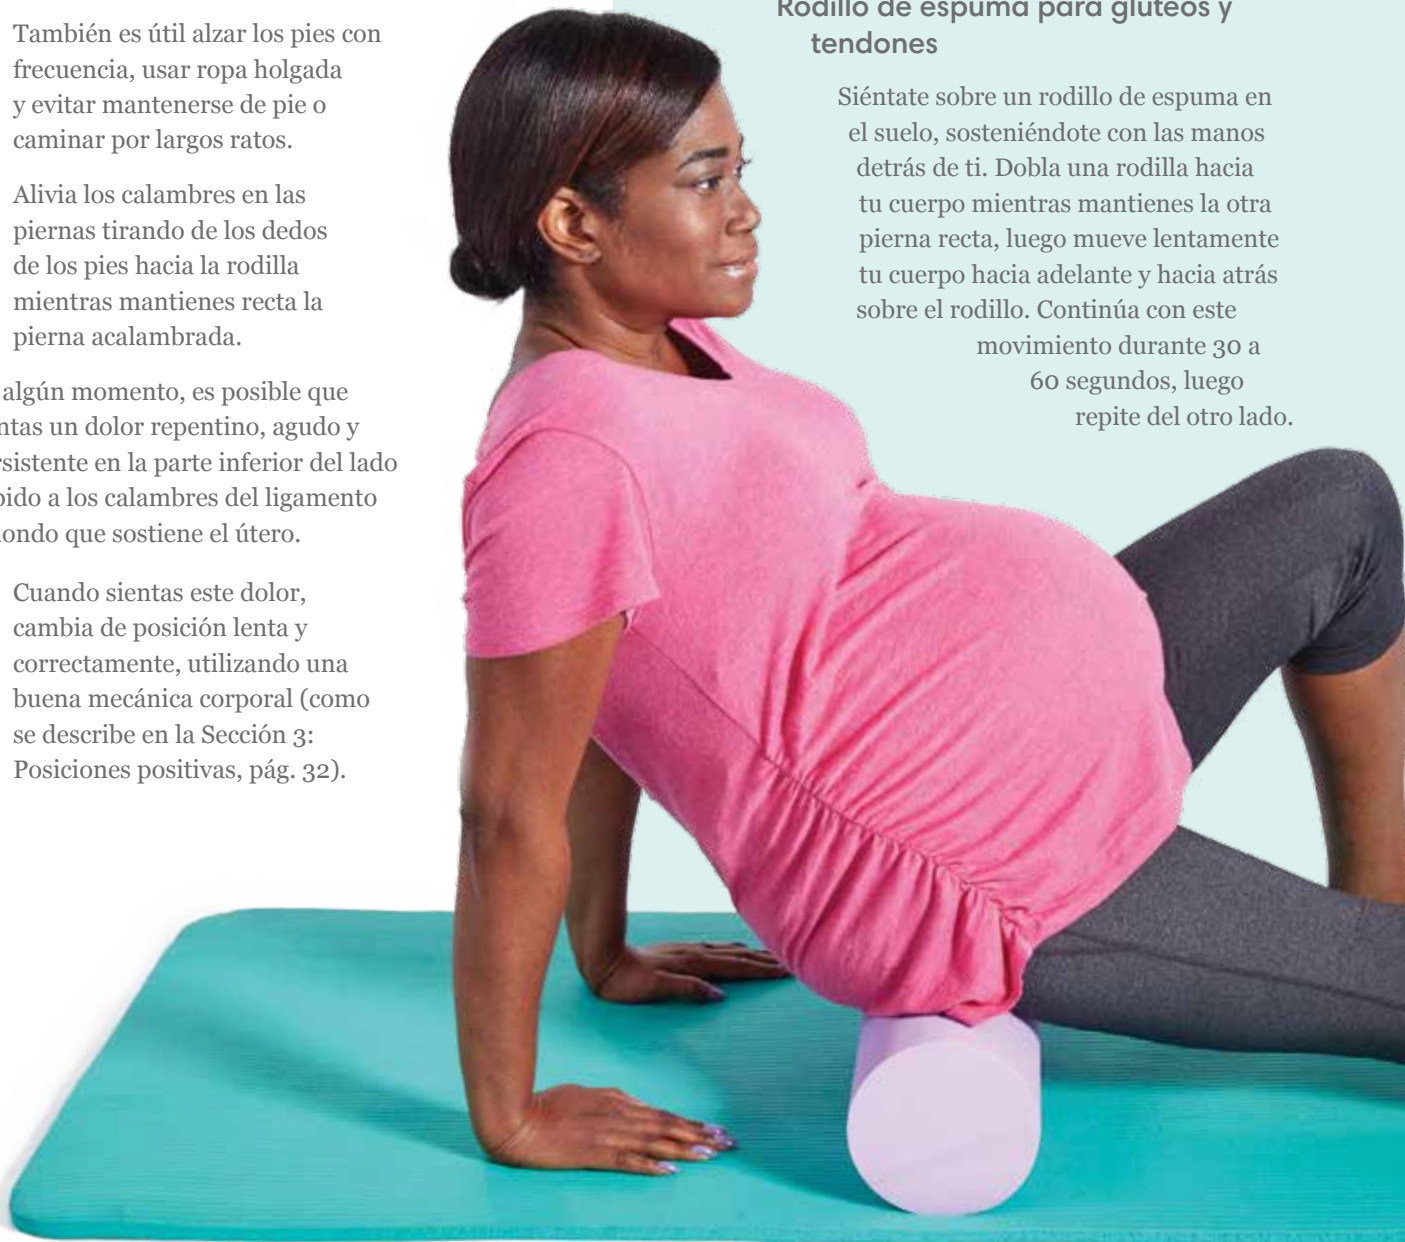 También es útil alzar los pies con
frecuencia, usar ropa holgada
y evitar mantenerse de pie o
caminar por largos ratos.
Alivia los calambres en las
piernas tirando de los dedos
de los pies hacia la rodilla
mientras mantienes recta la
pierna acalambrada.
algún momento, es posible que
un dolor repentino, agudo y
en la parte inferior del lado
a los calambres del ligamento
que sostiene el útero.
Cuando sientas este dolor,
cambia de posición lenta y
correctamente, utilizando una
buena mecánica corporal (como
se describe en la Sección 3:
Posiciones positivas, pág. 32).
Rodillo de espuma para glúteos y
tendones
Siéntate sobre un rodillo de espuma en
el suelo, sosteniéndote con las manos
detrás de ti. Dobla una rodilla hacia
tu cuerpo mientras mantienes la otra
pierna recta, luego mueve lentamente
tu cuerpo hacia adelante y hacia atrás
sobre el rodillo. Continúa con este
movimiento durante 30 a
60 segundos, luego
repite del otro lado.